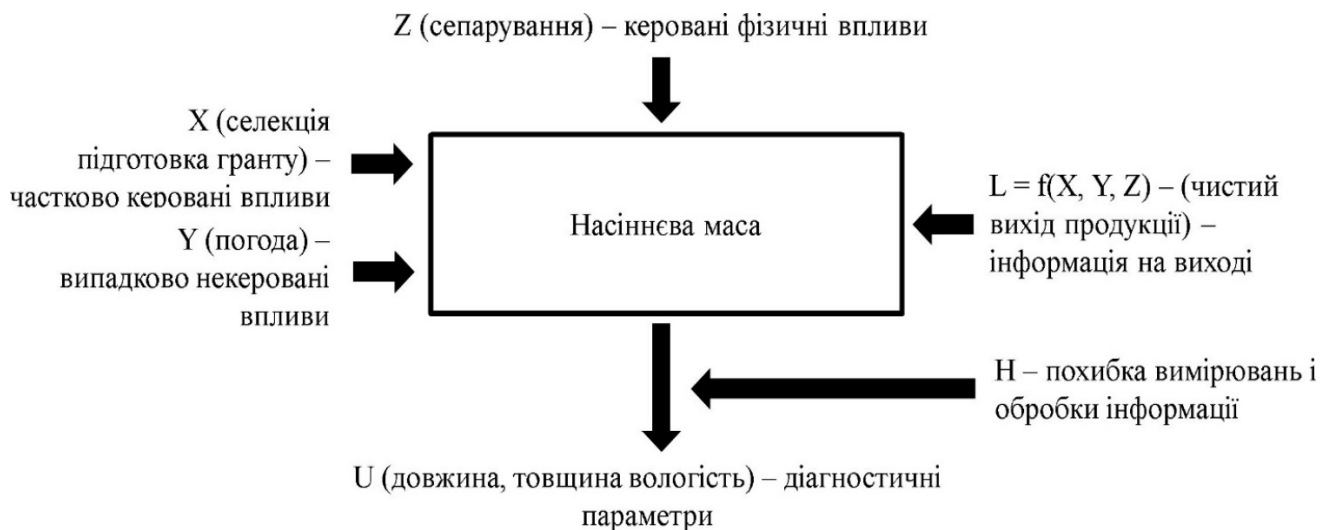 Z (сепарування) – керовані фізичні впливи
X (селекція
підготовка гранту) –
частково керовані впливи
Y (погода) –
випадково некеровані
впливи
Насіннєва маса
L = f(X, Y, Z) – (чистий
вихід продукції) –
інформація на виході
H – похибка вимірювань і
обробки інформації
U (довжина, товщина вологість) – діагностичні
параметри